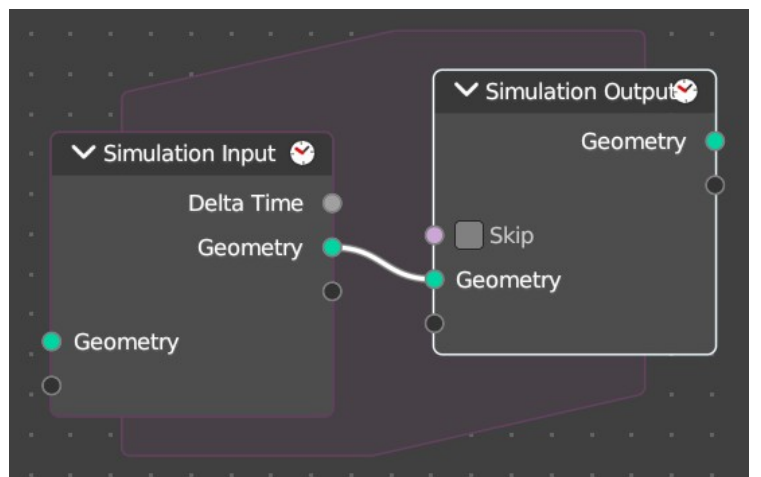 Simulation Input
Delta Time
Geometry
Geometry
Simulation Output
Geometry
Skip
Geometry